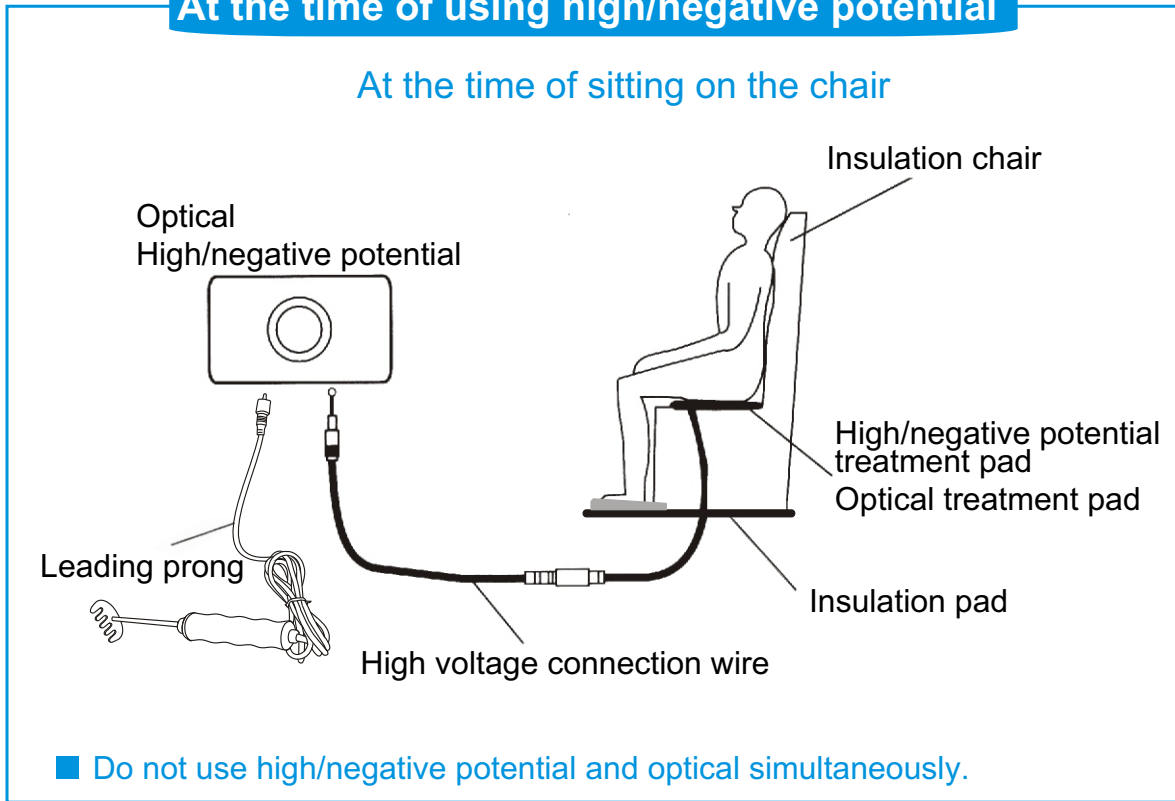 At the time of using high/negative potential
At the time of sitting on the chair
Insulation chair
Optical
High/negative potential
High/negative potential
treatment pad
Optical treatment pad
Leading prong
Insulation pad
High voltage connection wire
Do not use high/negative potential and optical simultaneously.